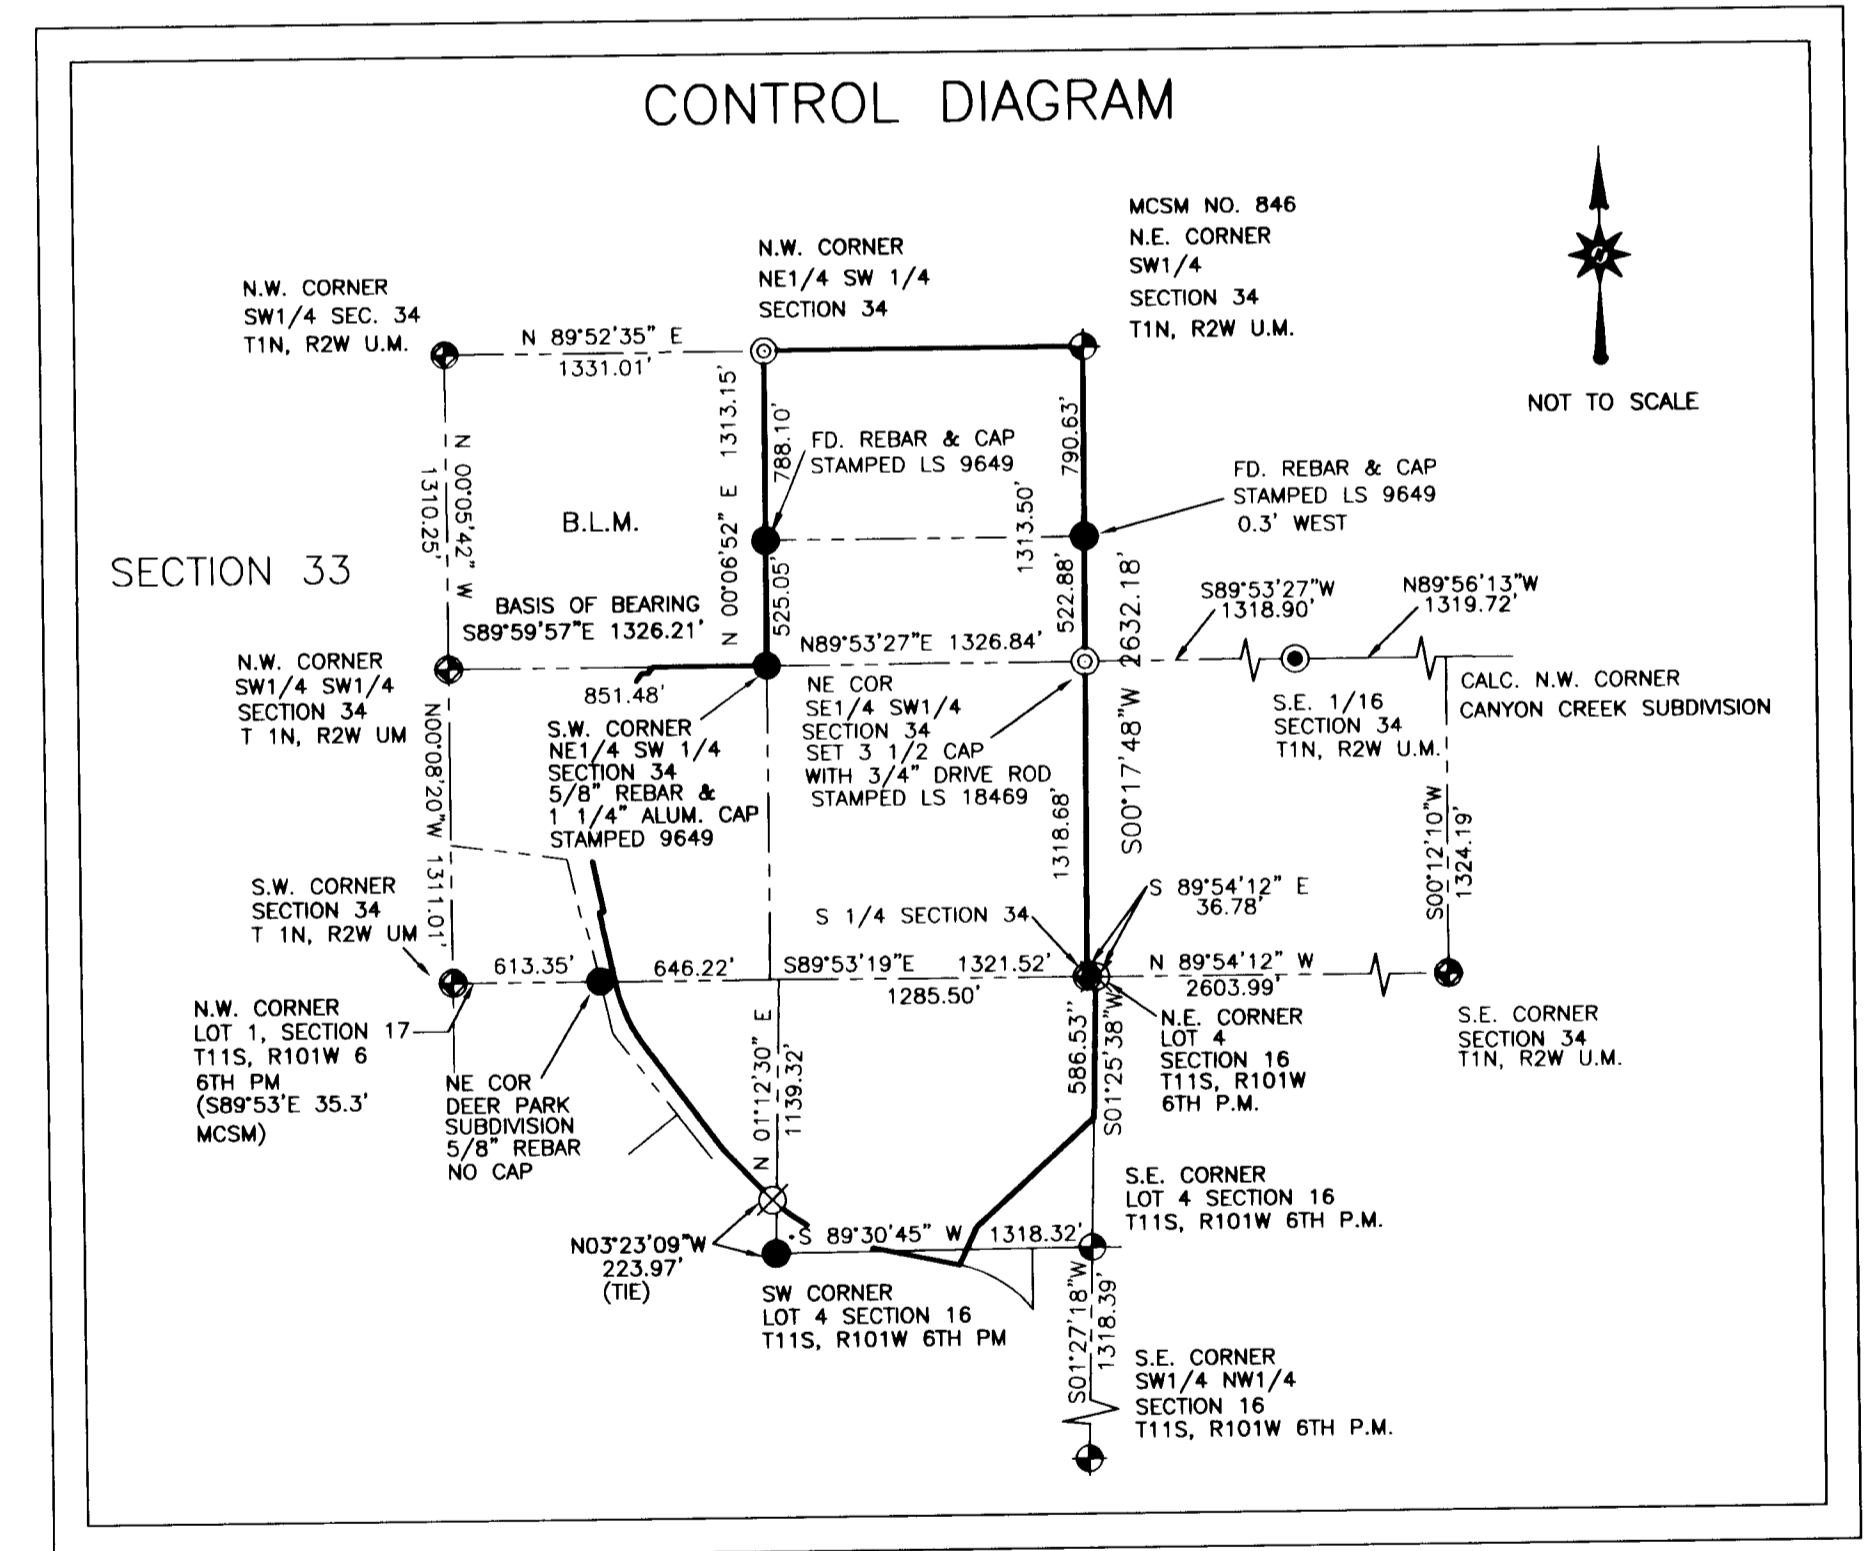 CONTROL DIAGRAM
MCSM NO. 846
N.E. CORNER
SW1/4
SECTION 34
T1N, R2W U.M.
N.W. CORNER
NE1/4 SW 1/4
SECTION 34
N.W. CORNER
SW1/4 SEC. 34
T1N, R2W U.M.
N 89°52'35" E
1331.01'
NOT TO SCALE
N 00°05'42" W
1310.25'
N 00°06'52" E 1313.15'
788.10'
790.63'
FD. REBAR & CAP
STAMPED LS 9649
FD. REBAR & CAP
STAMPED LS 9649
0.3' WEST
B.L.M.
SECTION 33
1313.50'
525.05'
522.88'
S00°17'48"W 2632.18'
BASIS OF BEARING
S89°59'57"E 1326.21'
N89°53'27"E 1326.84'
S89°53'27"W
1318.90'
N89°56'13"W
1319.72'
N.W. CORNER
SW1/4 SW1/4
SECTION 34
T 1N, R2W UM
851.48'
S.W. CORNER
NE1/4 SW 1/4
SECTION 34
5/8" REBAR &
1 1/4" ALUM. CAP
STAMPED 9649
NE COR
SE1/4 SW1/4
SECTION 34
SET 3 1/2 CAP
WITH 3/4" DRIVE ROD
STAMPED LS 18469
S.E. 1/16
SECTION 34
T1N, R2W U.M.
CALC. N.W. CORNER
CANYON CREEK SUBDIVISION
N00°08'20"W 1311.01'
1318.68'
S00°12'10"W
1324.19'
S.W. CORNER
SECTION 34
T 1N, R2W UM
S 1/4 SECTION 34
S 89°54'12" E
36.78'
613.35'
646.22'
S89°53'19"E 1321.52'
1285.50'
N 89°54'12" W
2603.99'
N.W. CORNER
LOT 1, SECTION 17
T11S, R101W 6
6TH PM
(S89°53'E 35.3'
MCSM)
NE COR
DEER PARK
SUBDIVISION
5/8" REBAR
NO CAP
N 01°12'30" E
1139.32'
586.53"
S01°25'38"W
N.E. CORNER
LOT 4
SECTION 16
T11S, R101W
6TH P.M.
S.E. CORNER
SECTION 34
T1N, R2W U.M.
S.E. CORNER
LOT 4 SECTION 16
T11S, R101W 6TH P.M.
N03°23'09"W
223.97'
(TIE)
S 89°30'45" W 1318.32'
SW CORNER
LOT 4 SECTION 16
T11S, R101W 6TH PM
S01°27'18"W
1318.39'
S.E. CORNER
SW1/4 NW1/4
SECTION 16
T11S, R101W 6TH P.M.